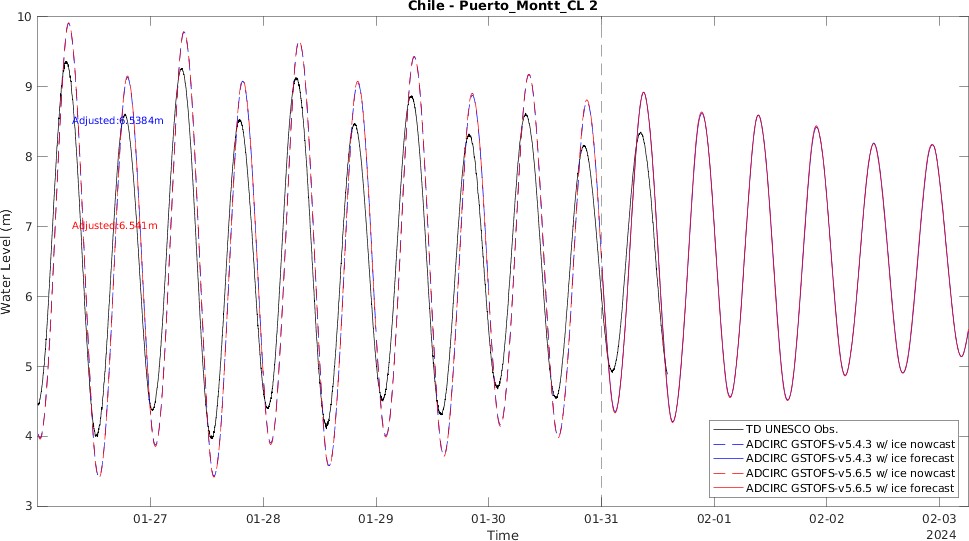 Chile - Puerto_Montt_CL 2
10
9
8
7
6
5
4
3
Water Level (m)
Adjusted:6.5384m
Adjusted:6.541m
TD UNESCO Obs.
ADCIRC GSTOFS-v5.4.3 w/ ice nowcast
ADCIRC GSTOFS-v5.4.3 w/ ice forecast
ADCIRC GSTOFS-v5.6.5 w/ ice nowcast
ADCIRC GSTOFS-v5.6.5 w/ ice forecast
01-27 01-28 01-29 01-30 01-31 02-01 02-02 02-03
Time
2024